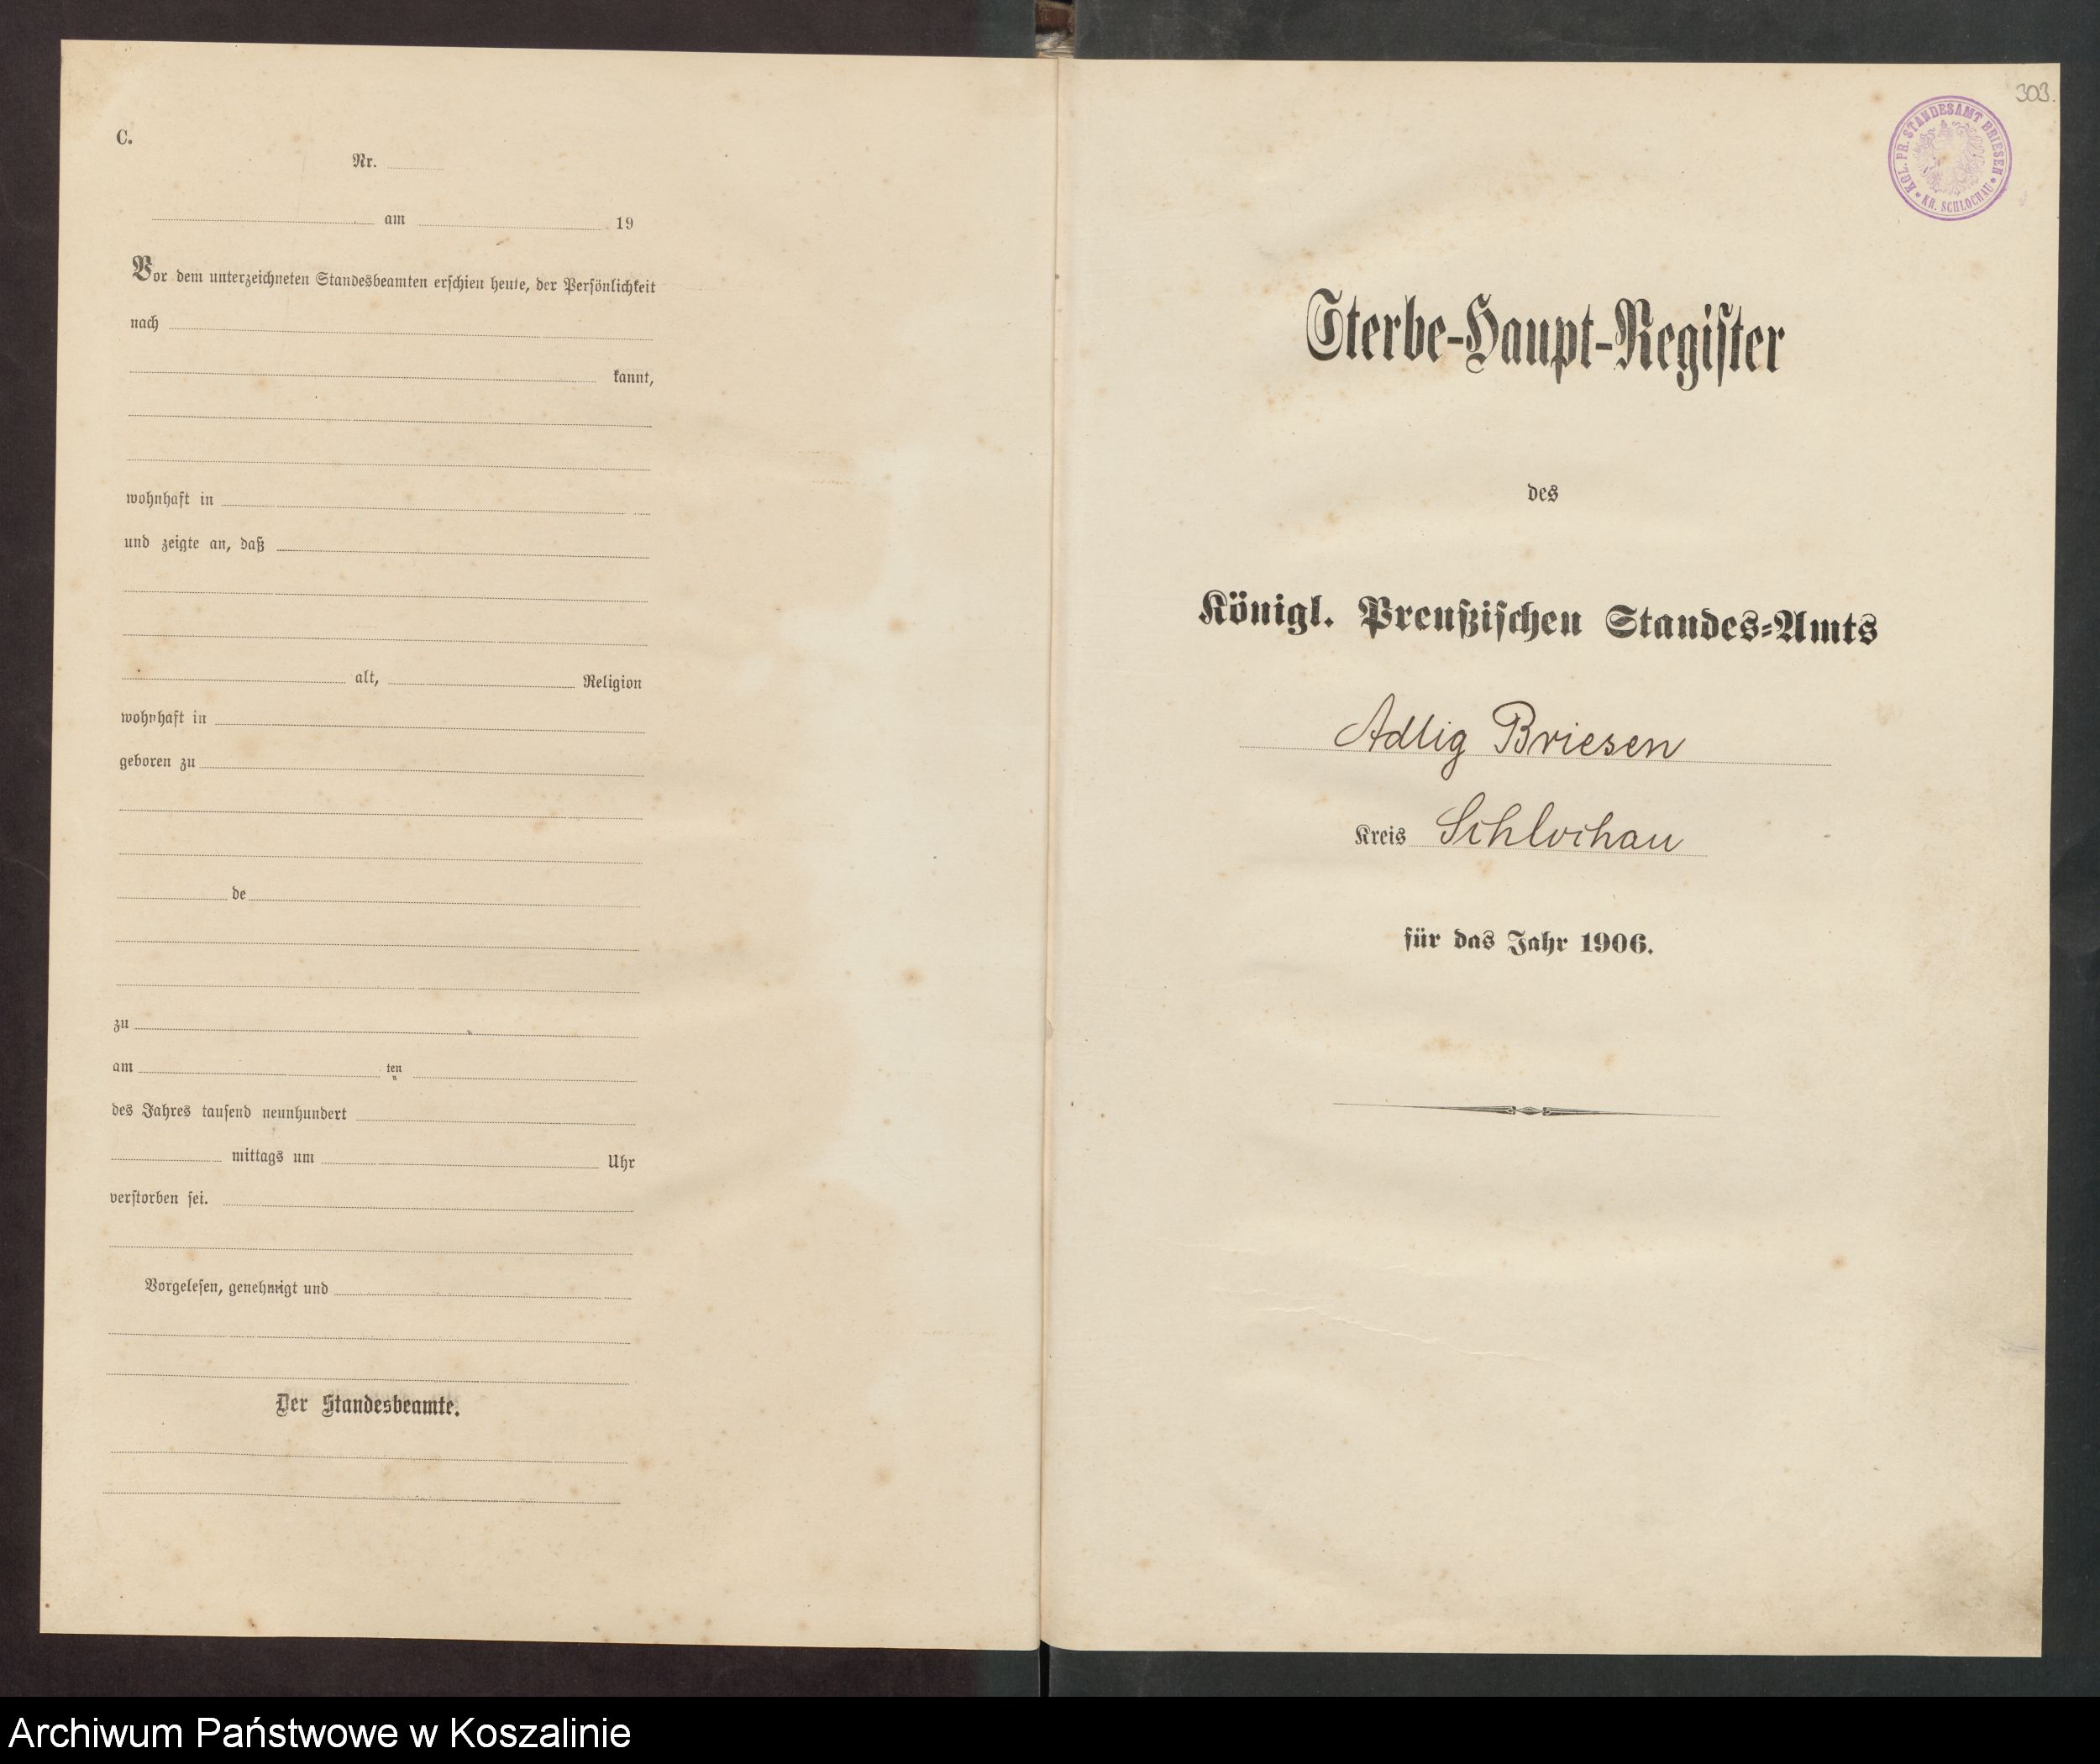 C.
Nr.
am 19
Vor dem unterzeichneten Standesbeamten erschien heute, der Persönlichkeit
nach
kannt,
wohnhaft in
und zeigte an, daß
alt, Religion
wohnhaft in
geboren zu
de
zu
am ten
des Jahres tausend neunhundert
mittags um Uhr
verstorben sei.
Vorgelesen, genehmigt und
Der Standesbeamte.
303.
KGL. PR. STANDESAMT BRIESEN
* KR. SCHLOCHAU *
Sterbe-Haupt-Register
des
Königl. Preußischen Standes-Amts
Adlig Briesen
Kreis Schlochau
für das Jahr 1906.
Archiwum Państwowe w Koszalinie